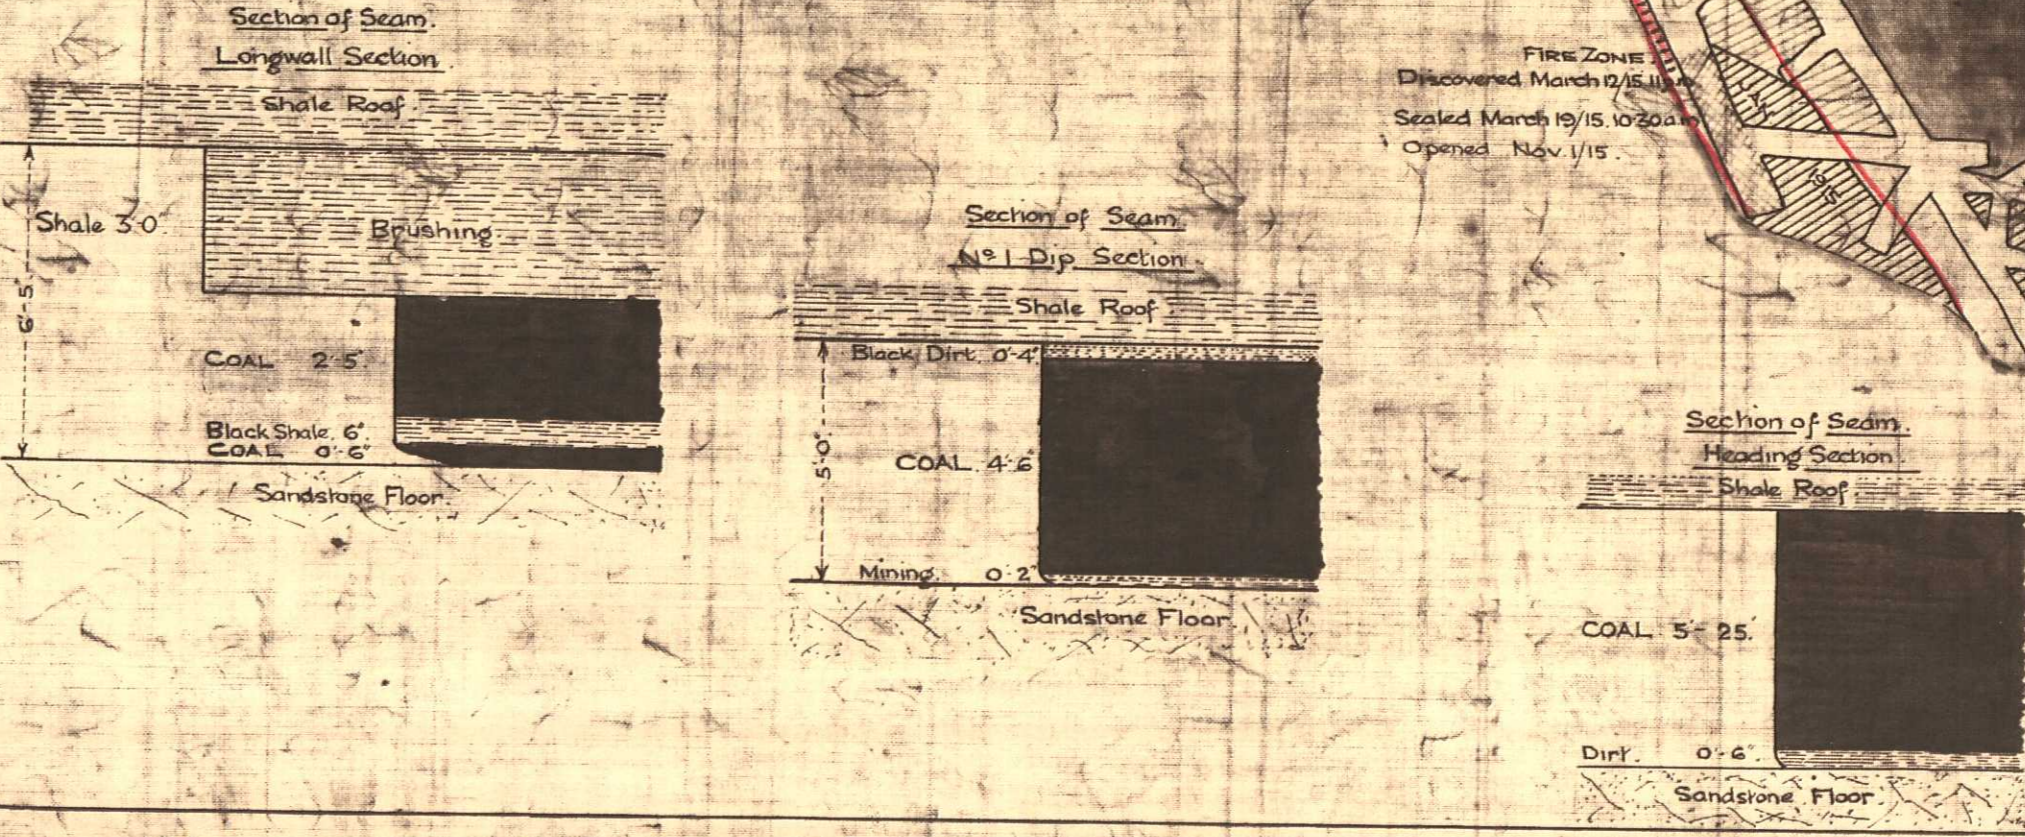 Section of Seam.
Longwall Section
Shale Roof.
Shale 3'-0"
Brushing.
6'-5"
COAL 2'-5"
Black Shale. 6".
COAL 0'-6"
Sandstone Floor.
Section of Seam.
No 1 Dip Section.
Shale Roof.
Black Dirt. 0'-4"
5'-0"
COAL. 4'-6"
Mining. 0'-2"
Sandstone Floor.
FIRE ZONE.
Discovered March 12/15. 11
Sealed March 19/15. 10·30am
Opened Nov. 1/15.
1915
Section of Seam.
Heading Section.
Shale Roof.
COAL 5'- 25.
Dirt. 0'-6".
Sandstone Floor.